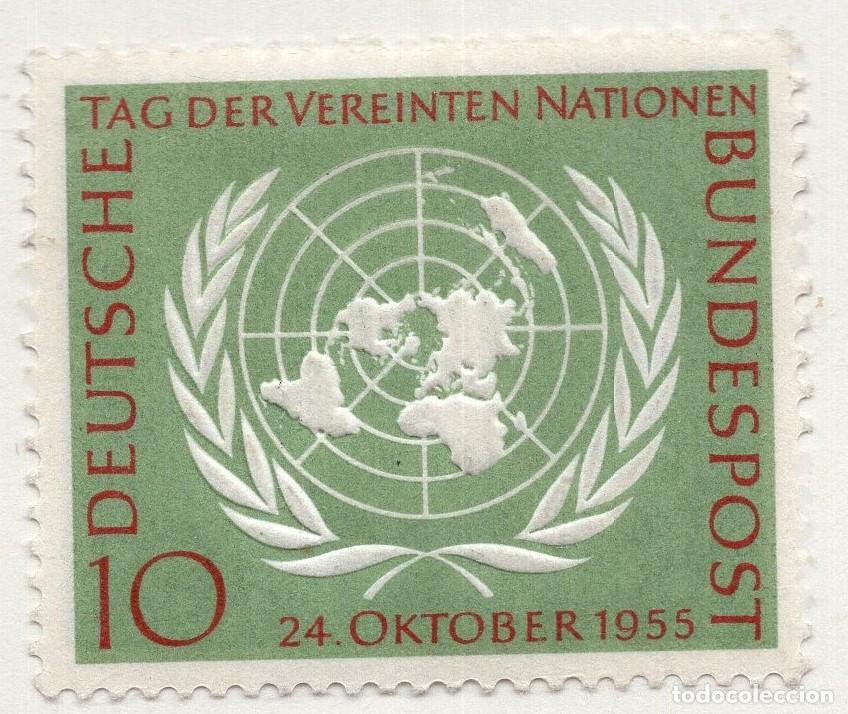 TAG DER VEREINTEN NATIONEN
DEUTSCHE
BUNDESPOST
10
24. OKTOBER 1955
todocoleccion